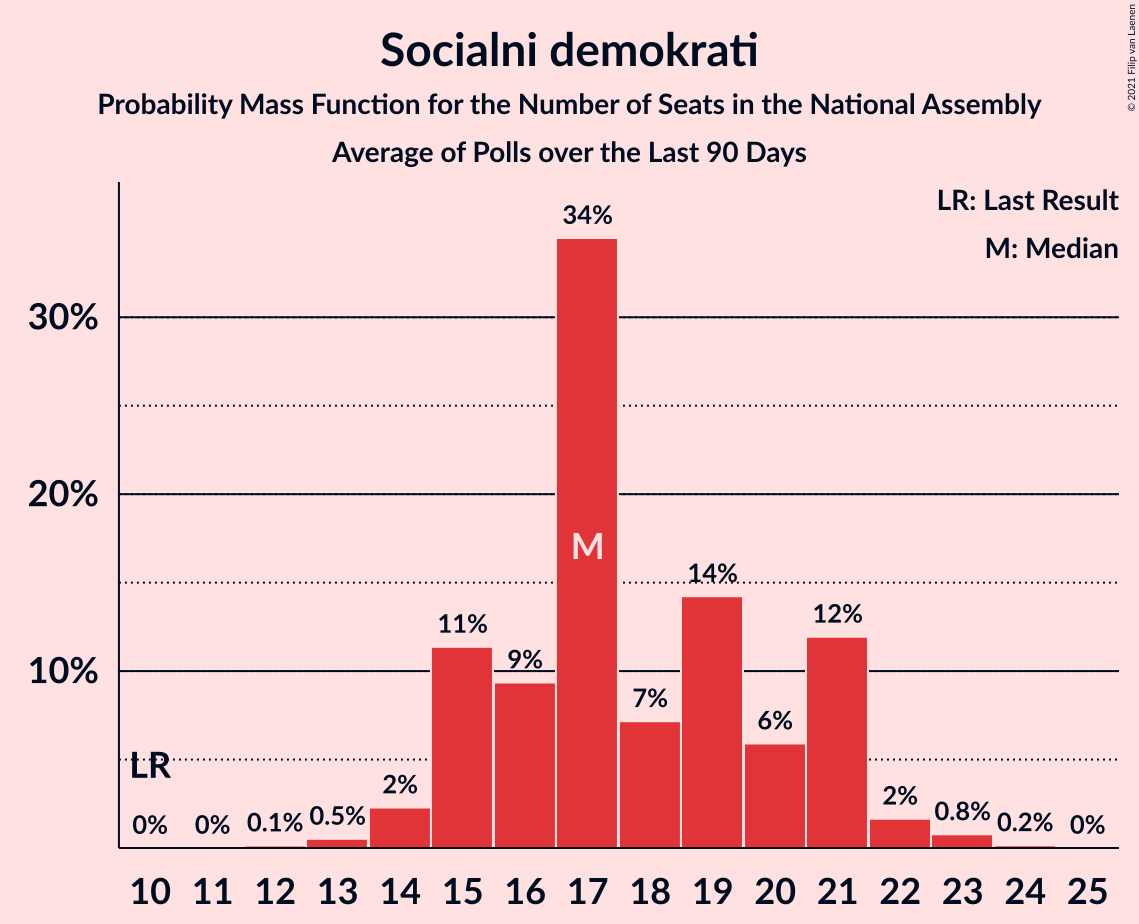 Socialni demokrati
Probability Mass Function for the Number of Seats in the National Assembly
Average of Polls over the Last 90 Days
© 2021 Filip van Laenen
LR: Last Result
M: Median
34%
30%
20%
M
14%
12%
11%
9%
10%
7%
6%
LR
2%
2%
0% 0% 0.1% 0.5% 0.8% 0.2% 0%
10 11 12 13 14 15 16 17 18 19 20 21 22 23 24 25